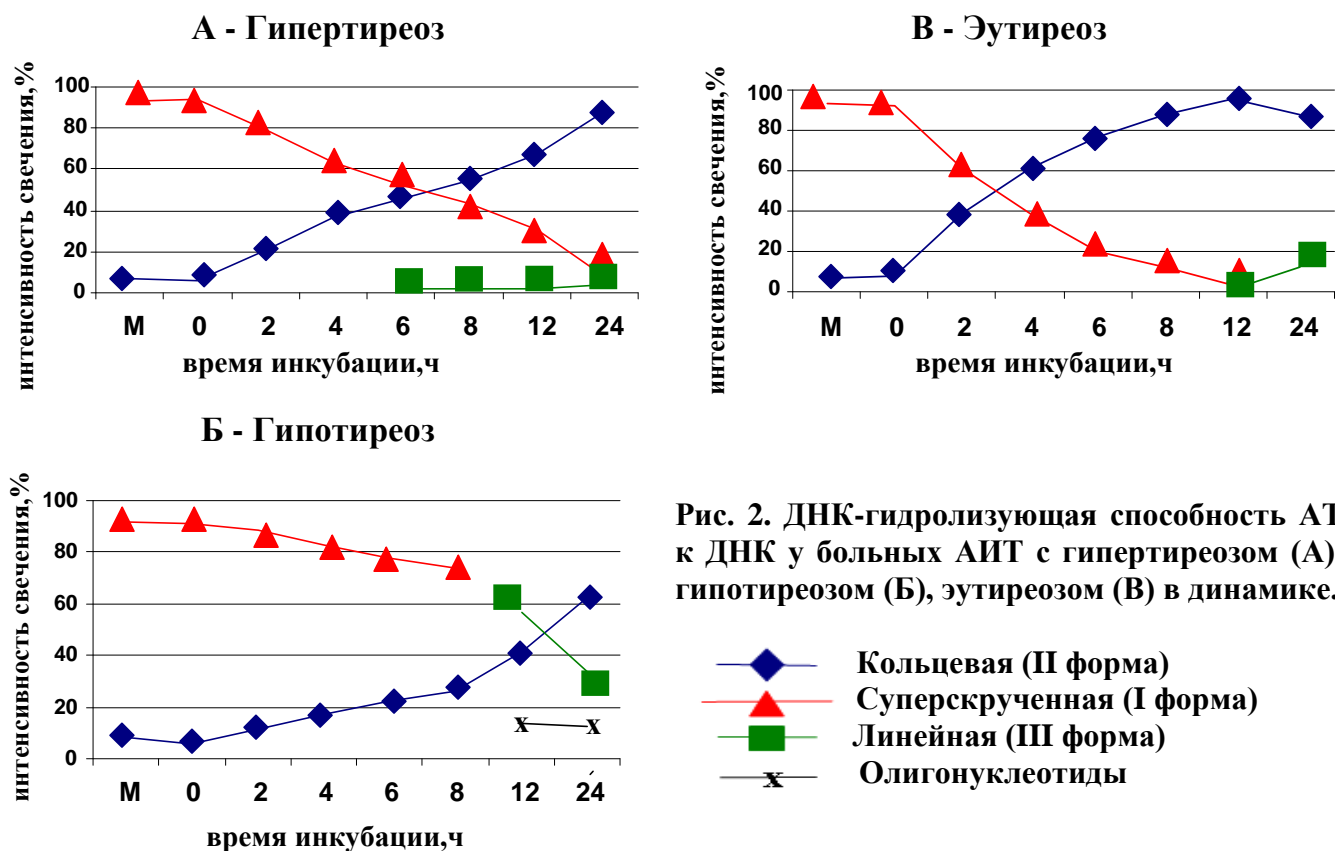 А - Гипертиреоз
интенсивность свечения,%
100
80
60
40
20
0
М 0 2 4 6 8 12 24
время инкубации,ч
В - Эутиреоз
интенсивность свечения,%
100
80
60
40
20
0
М 0 2 4 6 8 12 24
время инкубации,ч
Б - Гипотиреоз
интенсивность свечения,%
100
80
60
40
20
0
М 0 2 4 6 8 12 24
время инкубации,ч
Рис. 2. ДНК-гидролизующая способность АТ
к ДНК у больных АИТ с гипертиреозом (А)
гипотиреозом (Б), эутиреозом (В) в динамике.
Кольцевая (II форма)
Суперскрученная (I форма)
Линейная (III форма)
x Олигонуклеотиды